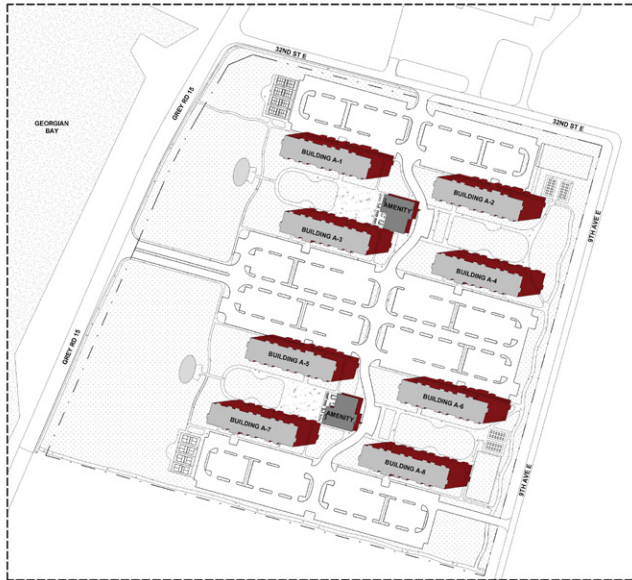 32ND ST E
GREY RD 15
32ND ST E
GEORGIAN
BAY
BUILDING A-1
BUILDING A-2
AMENITY
BUILDING A-3
9TH AVE E
BUILDING A-4
GREY RD 15
BUILDING A-5
BUILDING A-6
AMENITY
BUILDING A-7
BUILDING A-8
9TH AVE E